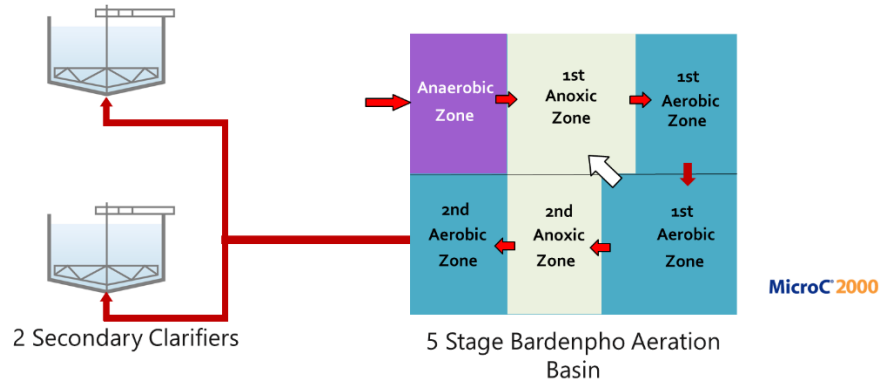 Anaerobic
Zone
1st
Anoxic
Zone
1st
Aerobic
Zone
2nd
Aerobic
Zone
2nd
Anoxic
Zone
1st
Aerobic Zone
MicroC® 2000
2 Secondary Clarifiers
5 Stage Bardenpho Aeration
Basin